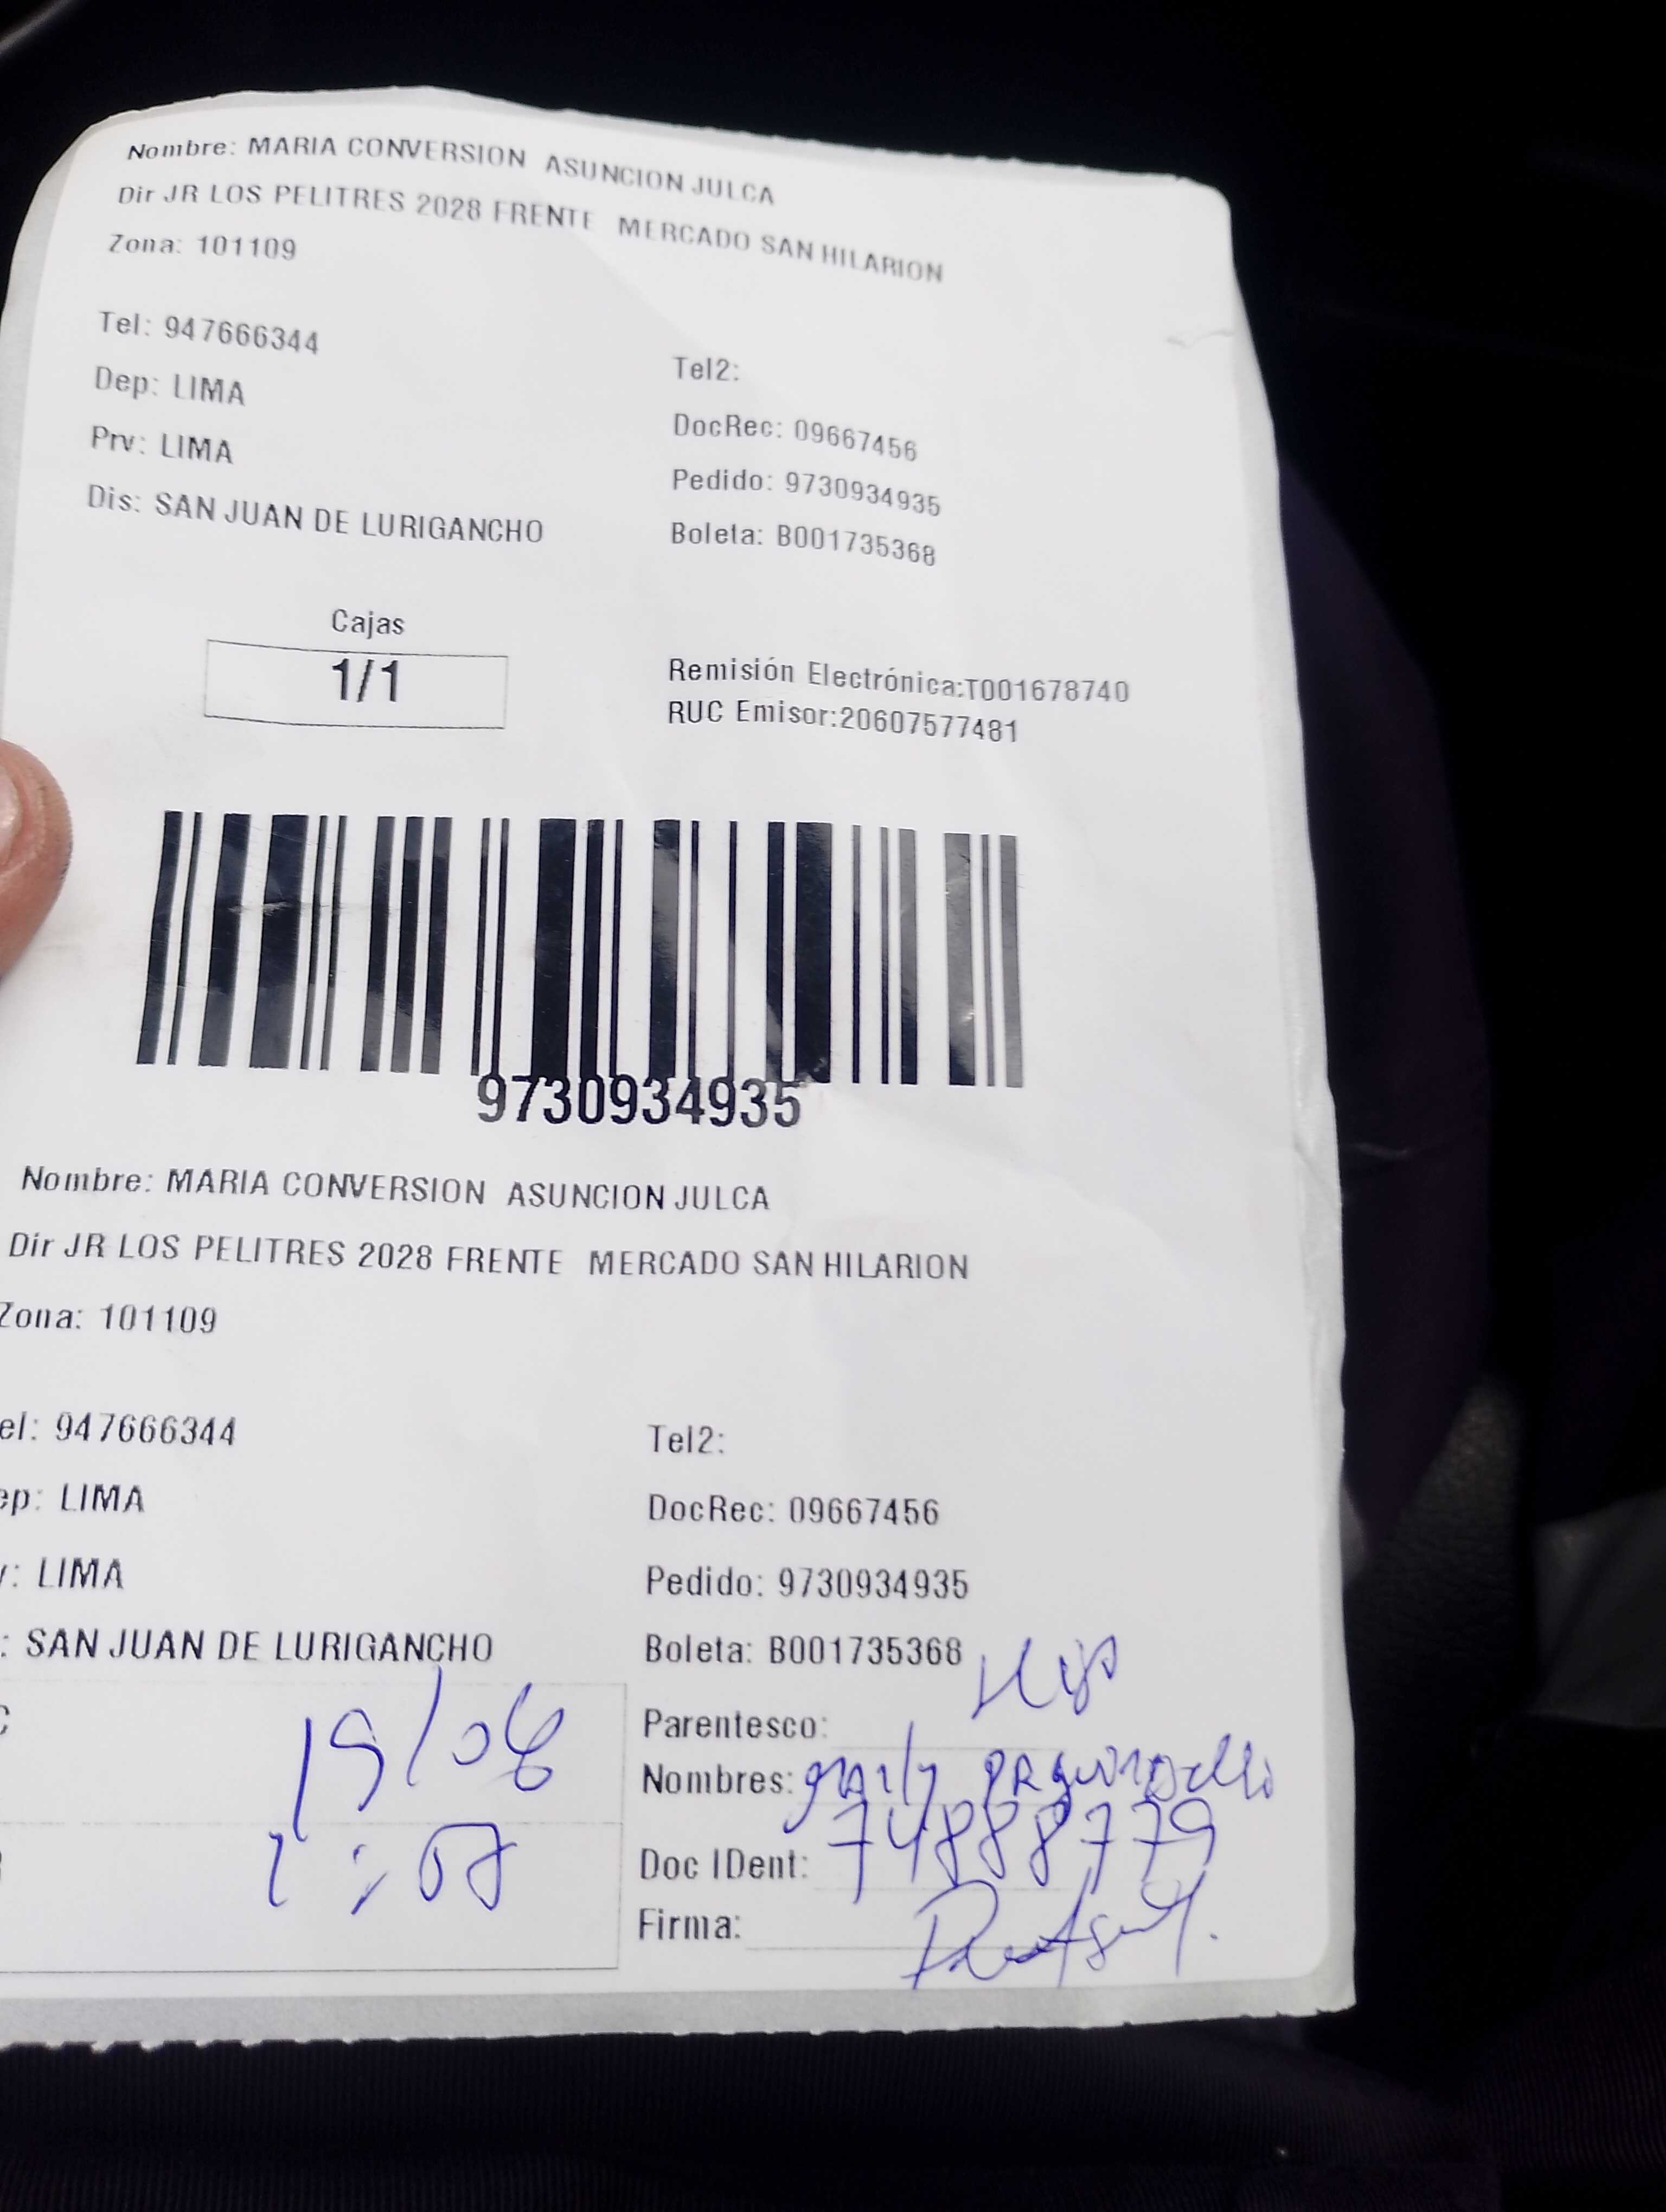 Nombre: MARIA CONVERSION ASUNCION JULCA
Dir JR LOS PELITRES 2028 FRENTE MERCADO SAN HILARION
Zona: 101109
Tel: 947666344
Tel2:
Dep: LIMA
DocRec: 09667456
Prv: LIMA
Pedido: 9730934935
Dis: SAN JUAN DE LURIGANCHO
Boleta: B001735368
Cajas
1/1
Remisión Electrónica:T001678740
RUC Emisor:20607577481
9730934935
Nombre: MARIA CONVERSION ASUNCION JULCA
Dir JR LOS PELITRES 2028 FRENTE MERCADO SAN HILARION
Zona: 101109
el: 947666344
Tel2:
ep: LIMA
DocRec: 09667456
: LIMA
Pedido: 9730934935
: SAN JUAN DE LURIGANCHO
Boleta: B001735368
19/06
Parentesco:
Nombres:
Doc IDent: 74888779
Firma: